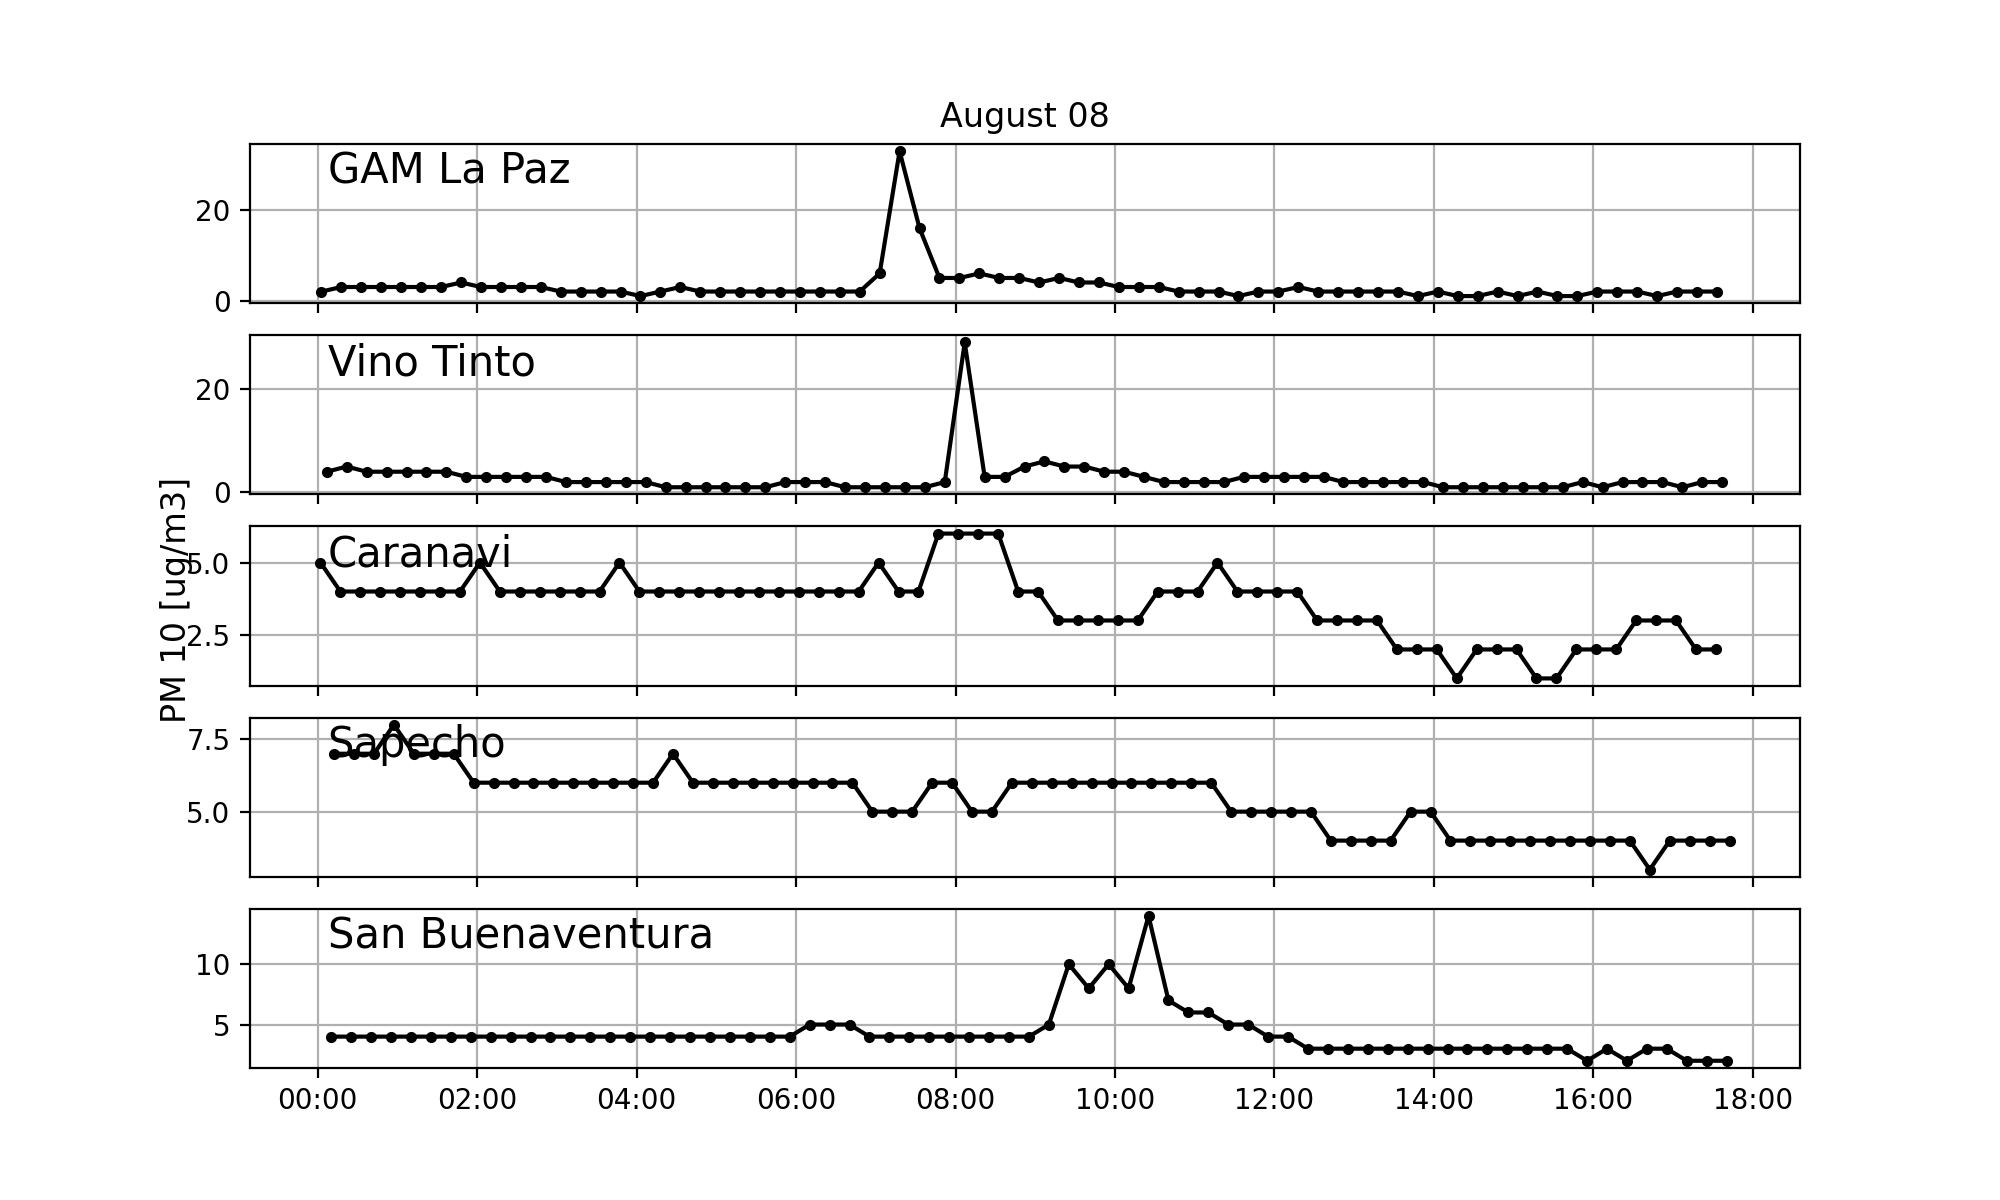 August 08
PM 10 [ug/m3]
GAM La Paz
20
0
Vino Tinto
20
0
Caranavi
5.0
2.5
Sapecho
7.5
5.0
San Buenaventura
10
5
00:00 02:00 04:00 06:00 08:00 10:00 12:00 14:00 16:00 18:00